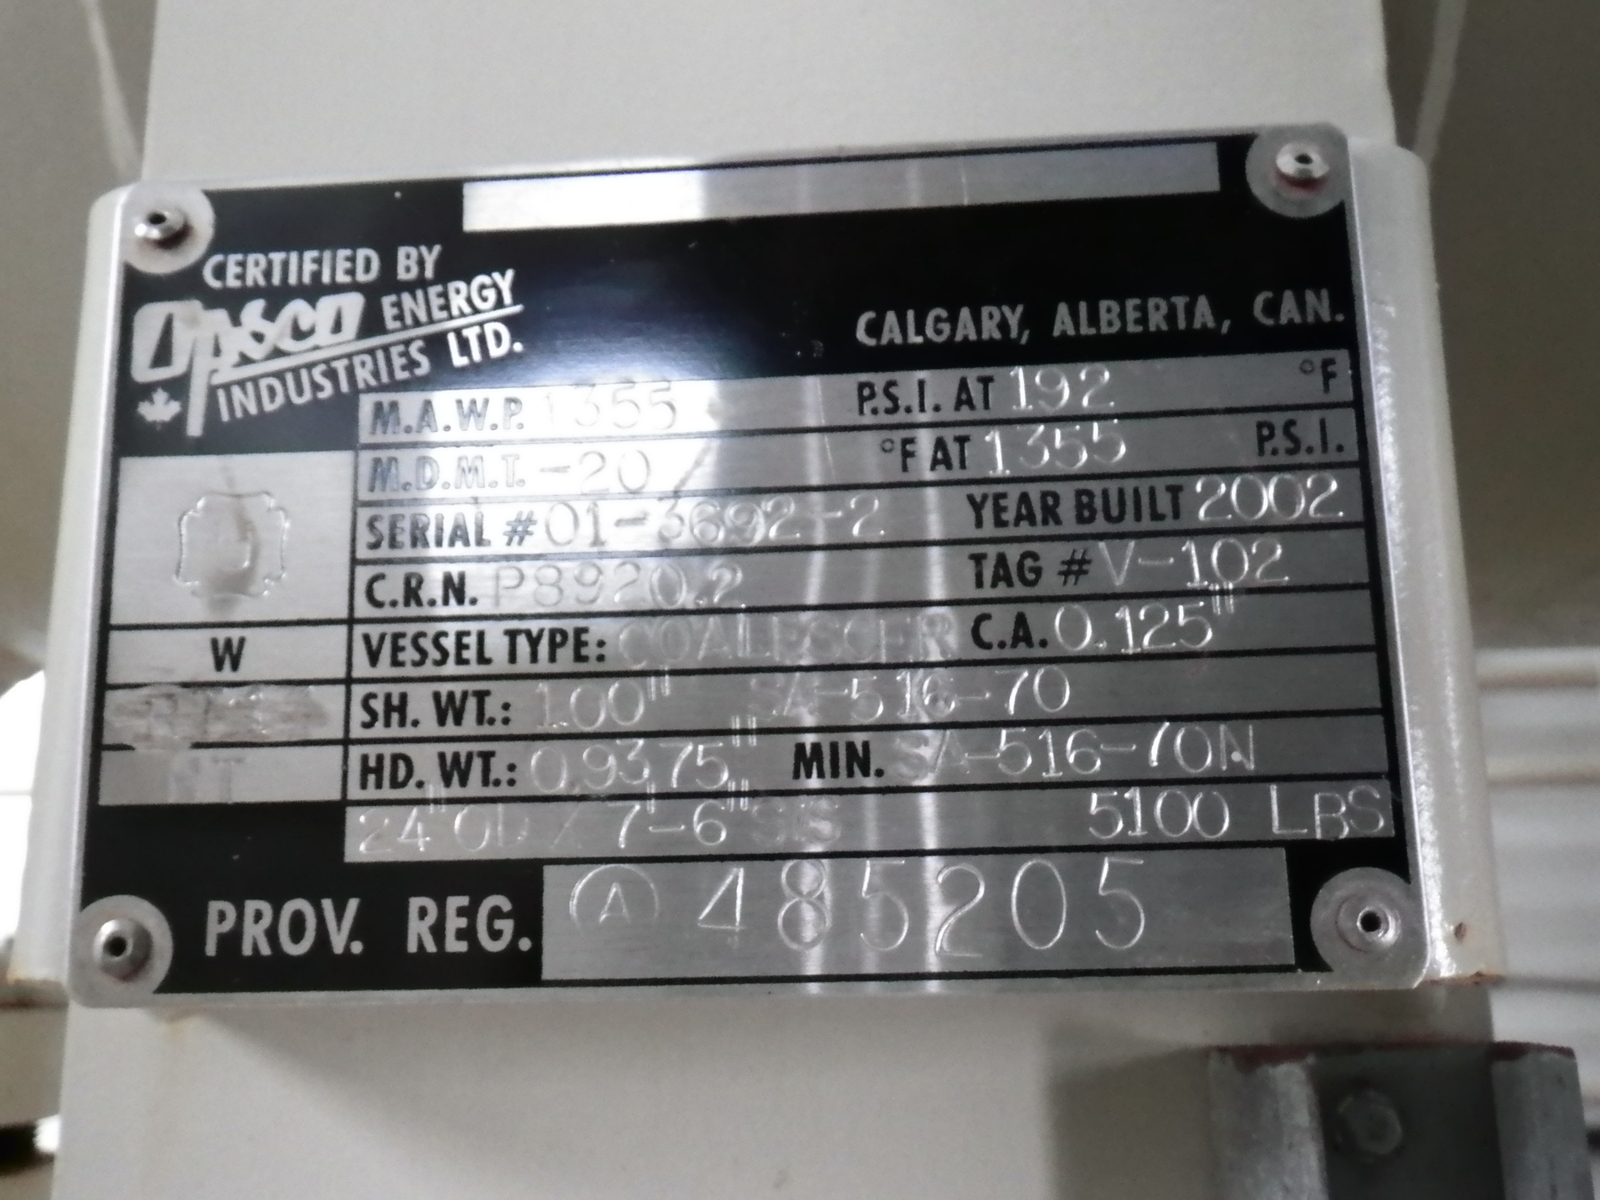 CERTIFIED BY
OPSCO ENERGY
INDUSTRIES LTD.
CALGARY, ALBERTA, CAN.
M.A.W.P. 1355 P.S.I. AT 192 °F
M.D.M.T. -20 °F AT 1355 P.S.I.
SERIAL # 01-3692-2 YEAR BUILT 2002
C.R.N. P8920.2 TAG # V-102
W
VESSEL TYPE: COALESCER C.A. 0.125"
SH. WT.: 1.00" SA-516-70
HD. WT.: 0.9375" MIN. SA-516-70N
RT
24" OD X 7'-6" S/S 5100 LBS
PROV. REG. A 485205